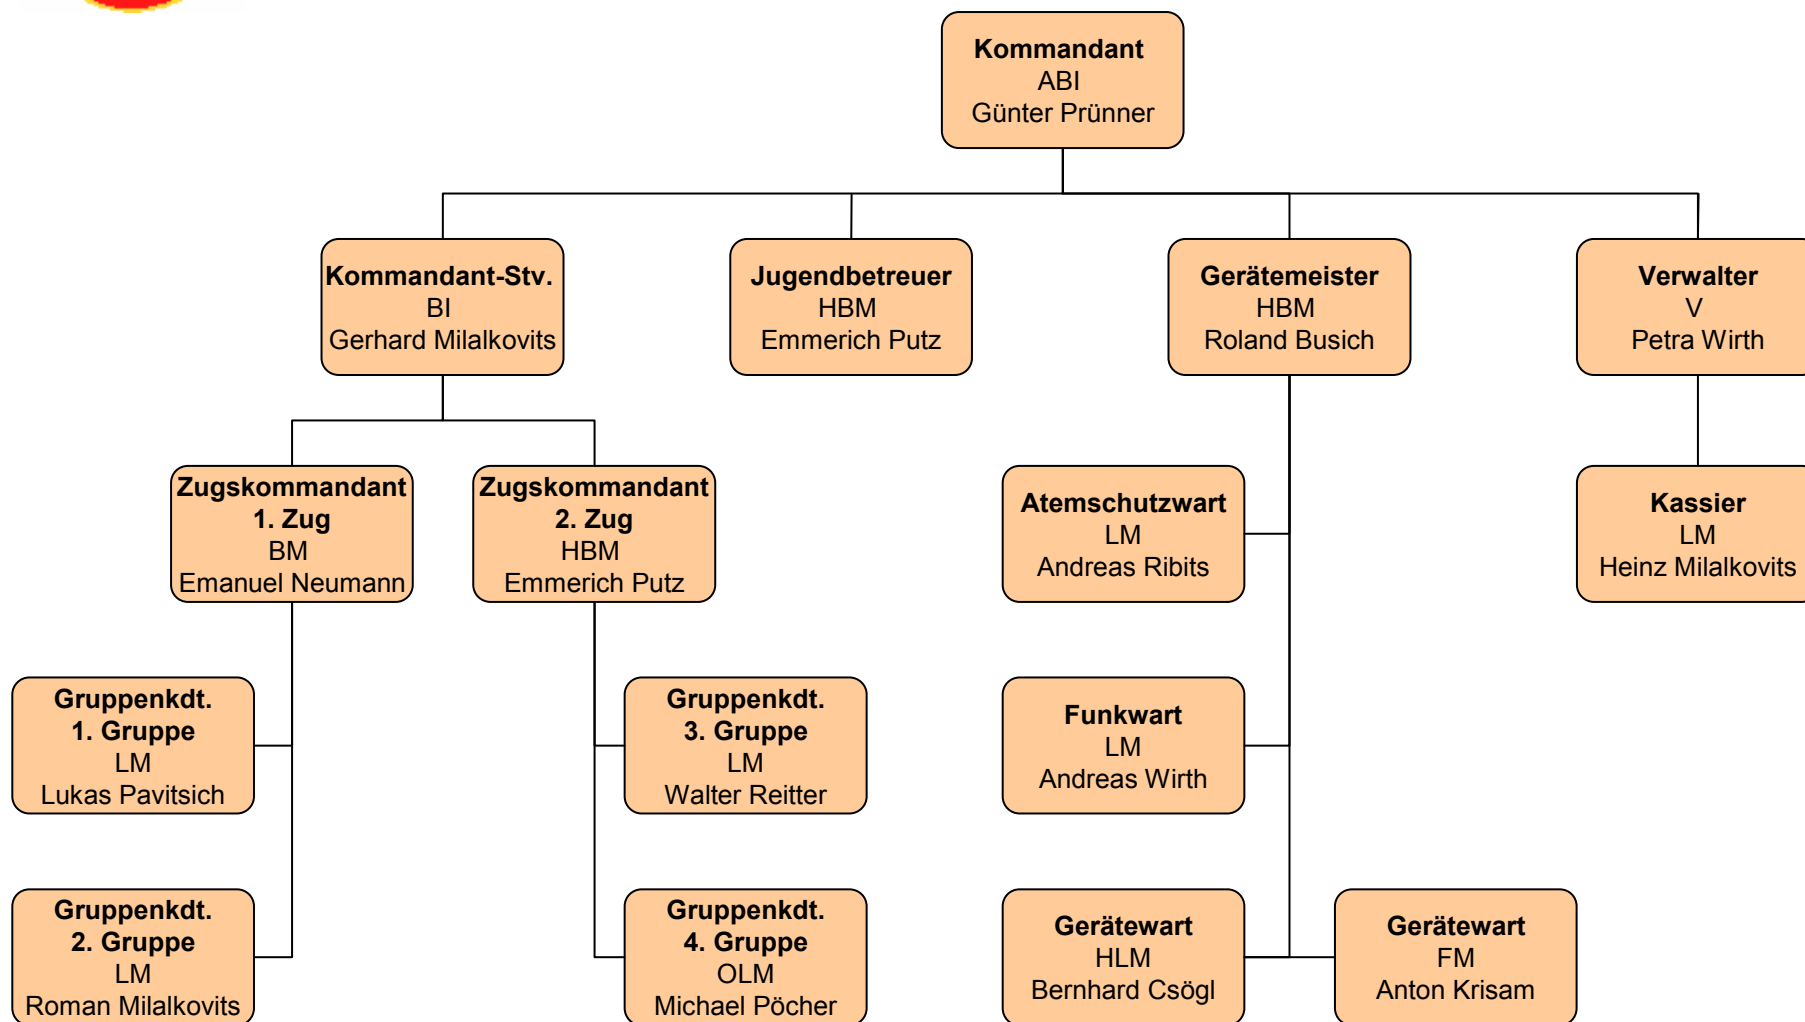 Kommandant
ABI
Günter Prünner
Kommandant-Stv.
BI
Gerhard Milalkovits
Jugendbetreuer
HBM
Emmerich Putz
Gerätemeister
HBM
Roland Busich
Verwalter
V
Petra Wirth
Zugskommandant
1. Zug
BM
Emanuel Neumann
Zugskommandant
2. Zug
HBM
Emmerich Putz
Atemschutzwart
LM
Andreas Ribits
Kassier
LM
Heinz Milalkovits
Gruppenkdt.
1. Gruppe
LM
Lukas Pavitsich
Gruppenkdt.
3. Gruppe
LM
Walter Reitter
Funkwart
LM
Andreas Wirth
Gruppenkdt.
2. Gruppe
LM
Roman Milalkovits
Gruppenkdt.
4. Gruppe
OLM
Michael Pöcher
Gerätewart
HLM
Bernhard Csögl
Gerätewart
FM
Anton Krisam